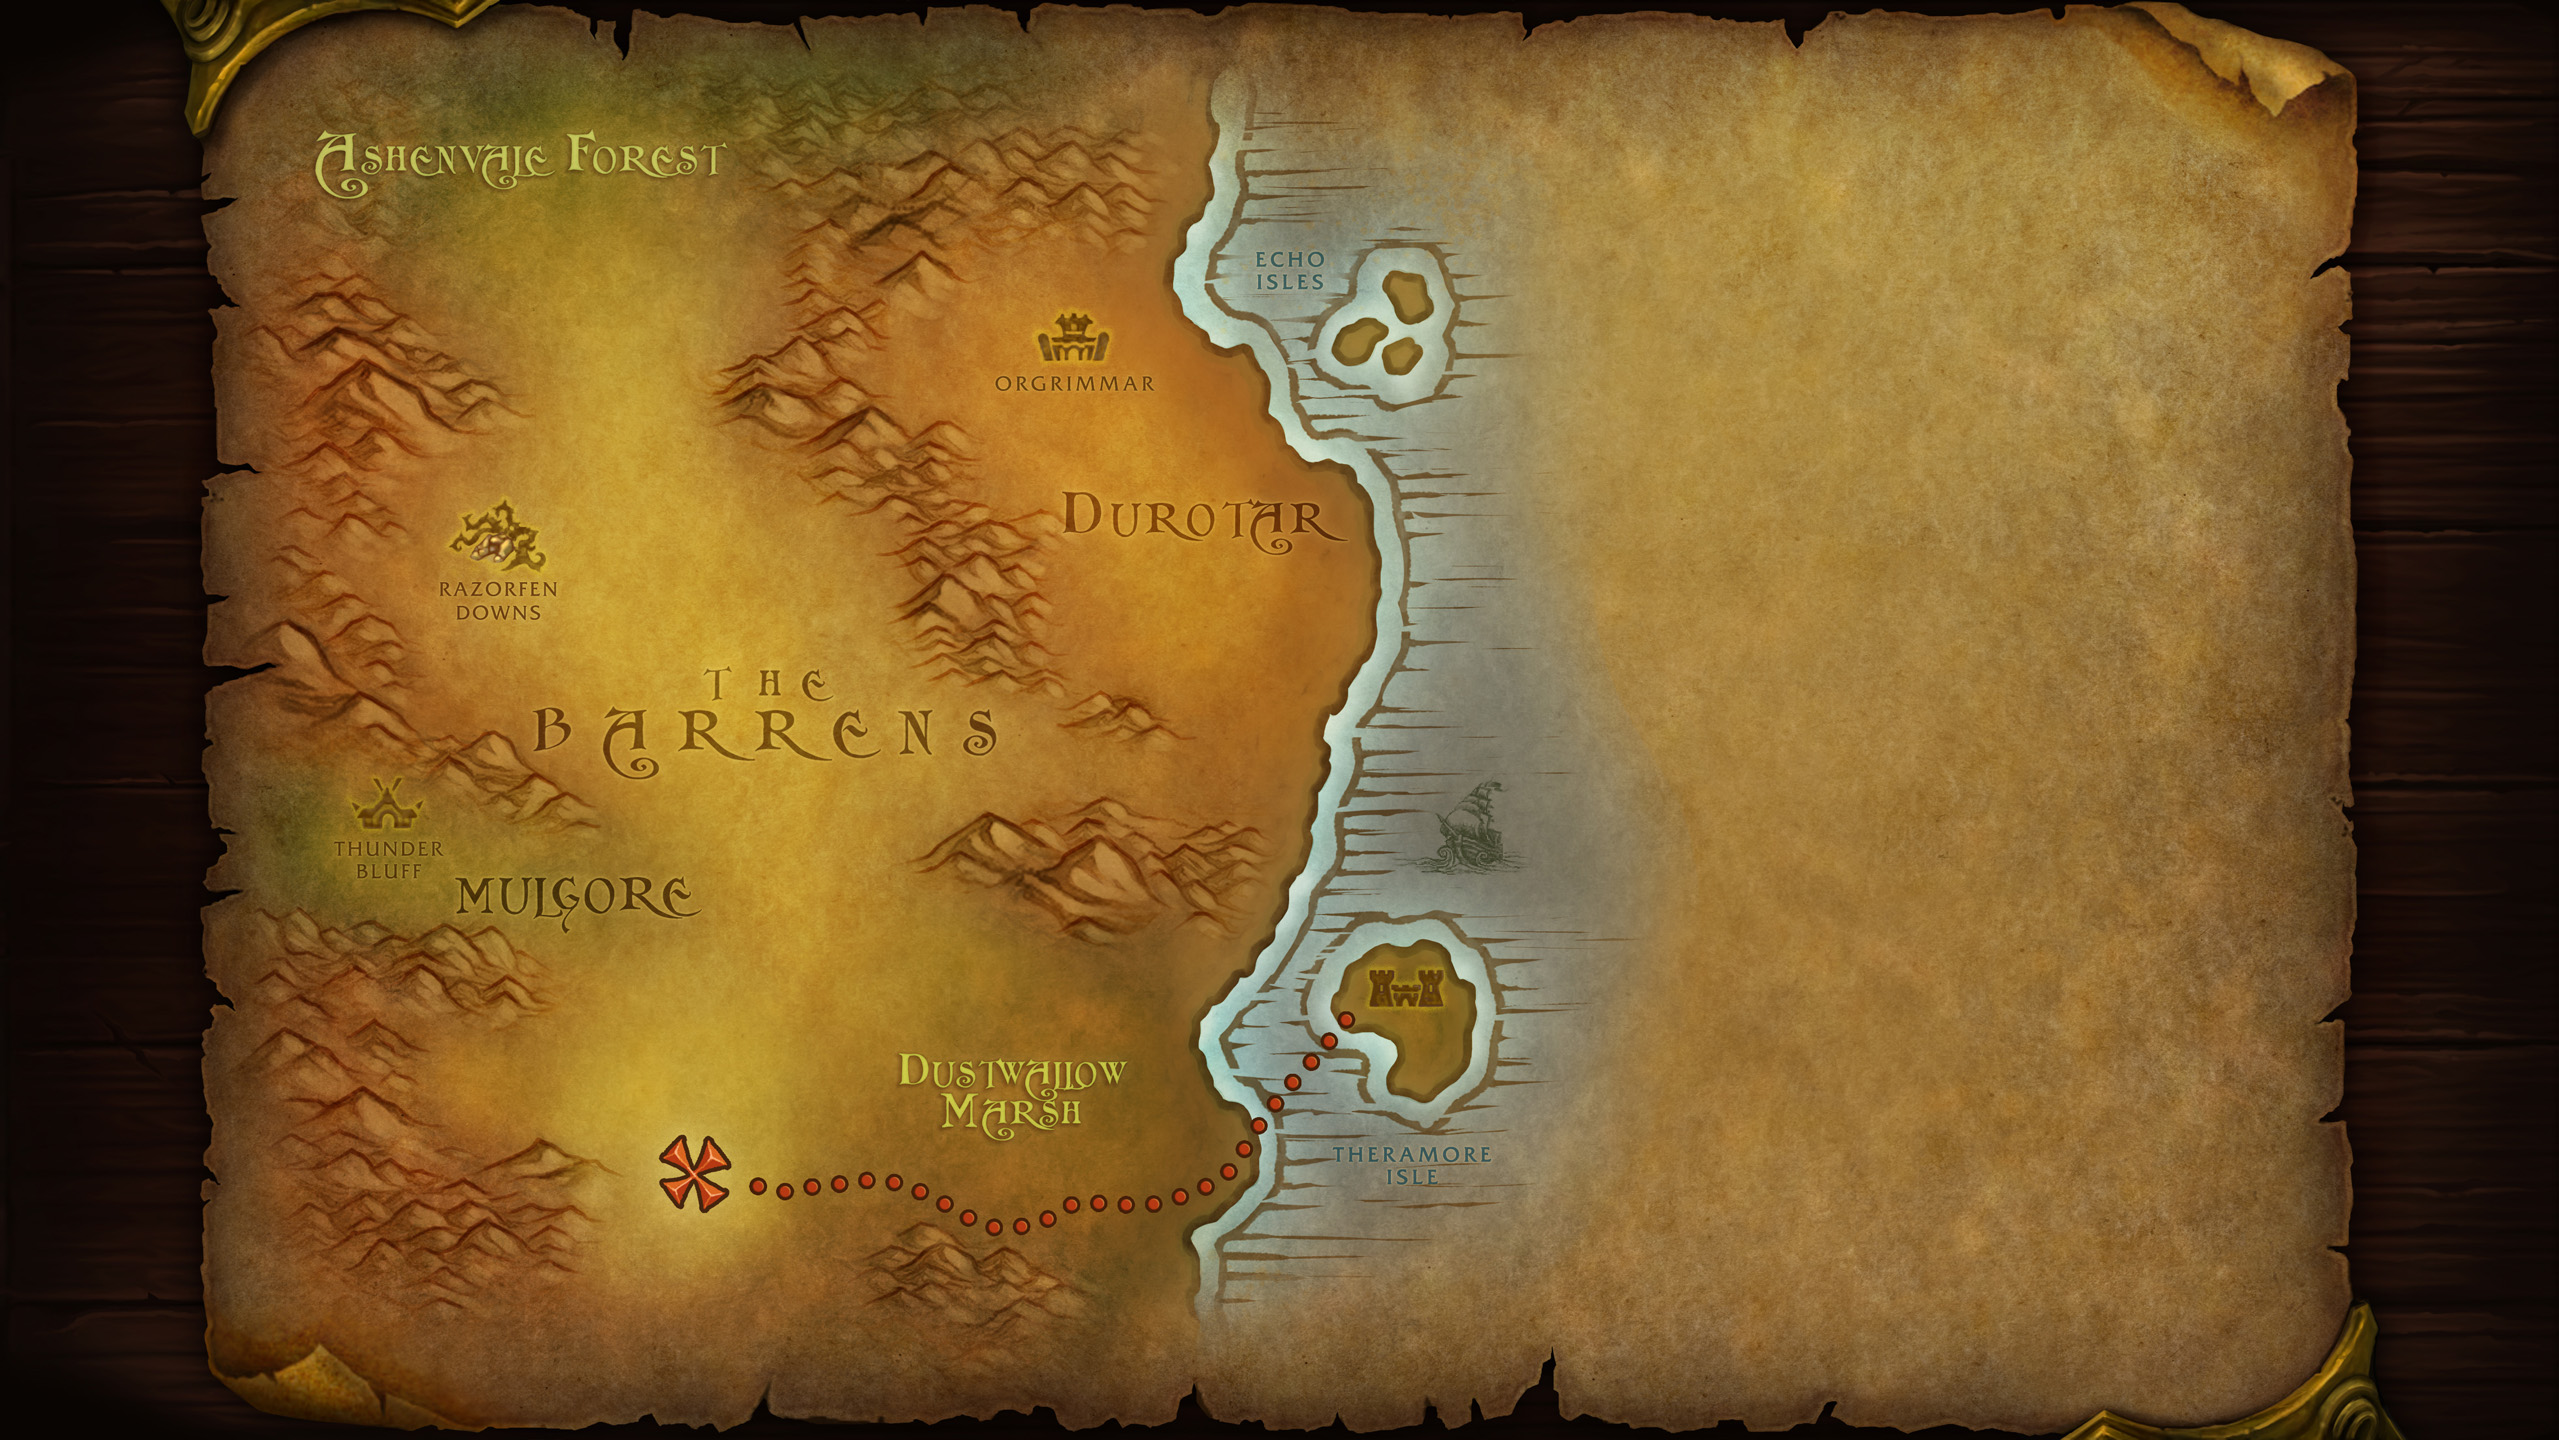 Ashenvale Forest
ECHO
ISLES
ORGRIMMAR
Durotar
RAZORFEN
DOWNS
THE
BARRENS
THUNDER
BLUFF
MULGORE
Dustwallow
Marsh
THERAMORE
ISLE